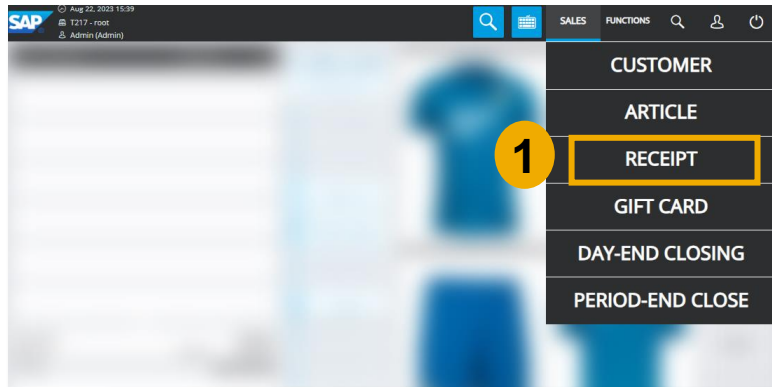 SAP
Aug 22, 2023 15:39
T217 - root
Admin (Admin)
SALES FUNCTIONS
CUSTOMER
ARTICLE
1 RECEIPT
GIFT CARD
DAY-END CLOSING
PERIOD-END CLOSE